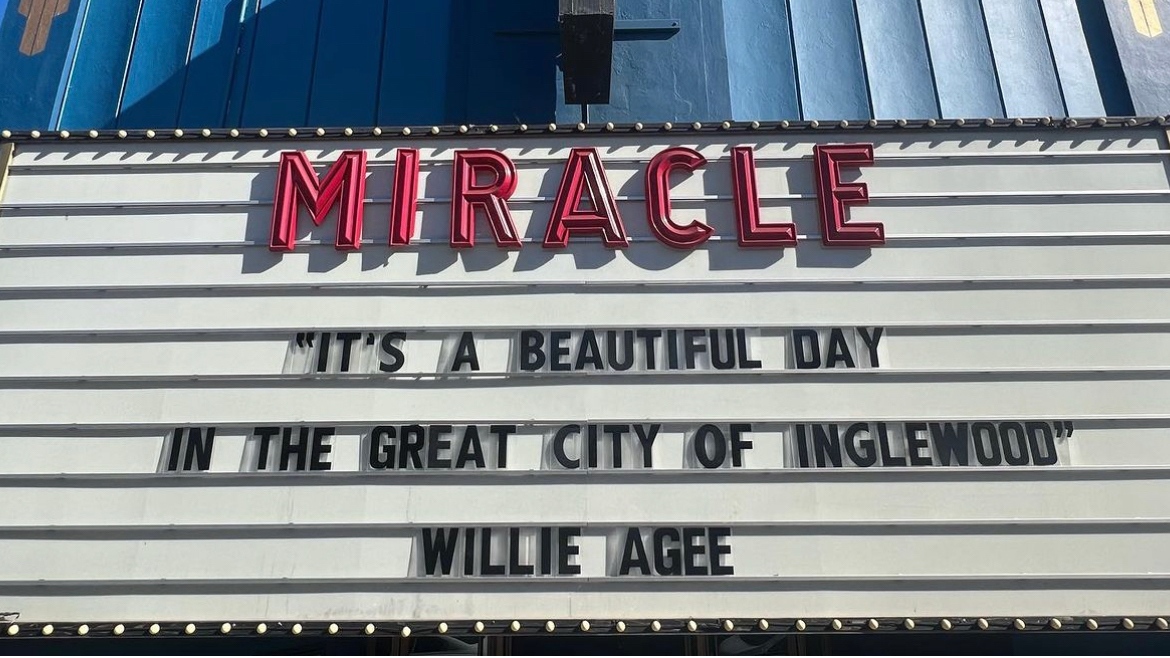 MIRACLE
"IT'S A BEAUTIFUL DAY
IN THE GREAT CITY OF INGLEWOOD"
WILLIE AGEE